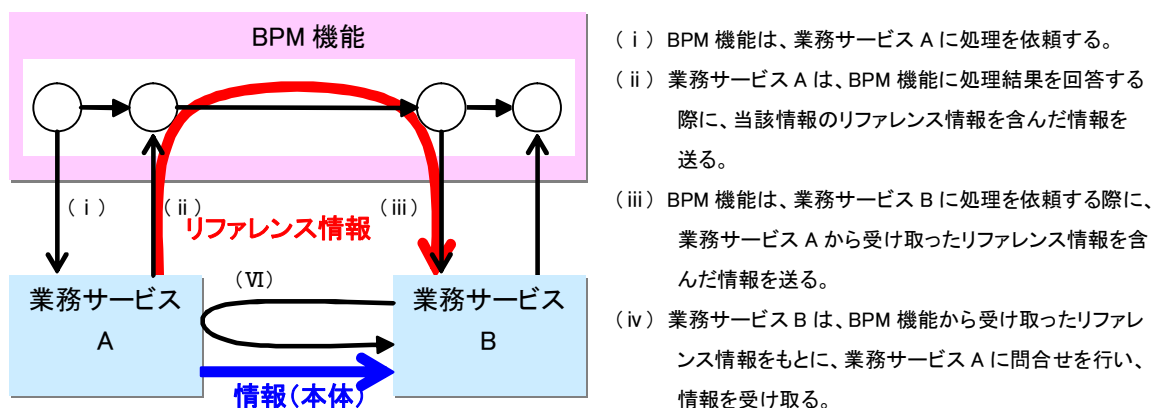 BPM 機能
(ⅰ)
(ⅱ)
(ⅲ)
リファレンス情報
(Ⅵ)
業務サービス
A
業務サービス
B
情報(本体)
(ⅰ) BPM 機能は、業務サービス A に処理を依頼する。
(ⅱ) 業務サービス A は、BPM 機能に処理結果を回答する
際に、当該情報のリファレンス情報を含んだ情報を
送る。
(ⅲ) BPM 機能は、業務サービス B に処理を依頼する際に、
業務サービス A から受け取ったリファレンス情報を含
んだ情報を送る。
(ⅳ) 業務サービス B は、BPM 機能から受け取ったリファレ
ンス情報をもとに、業務サービス A に問合せを行い、
情報を受け取る。